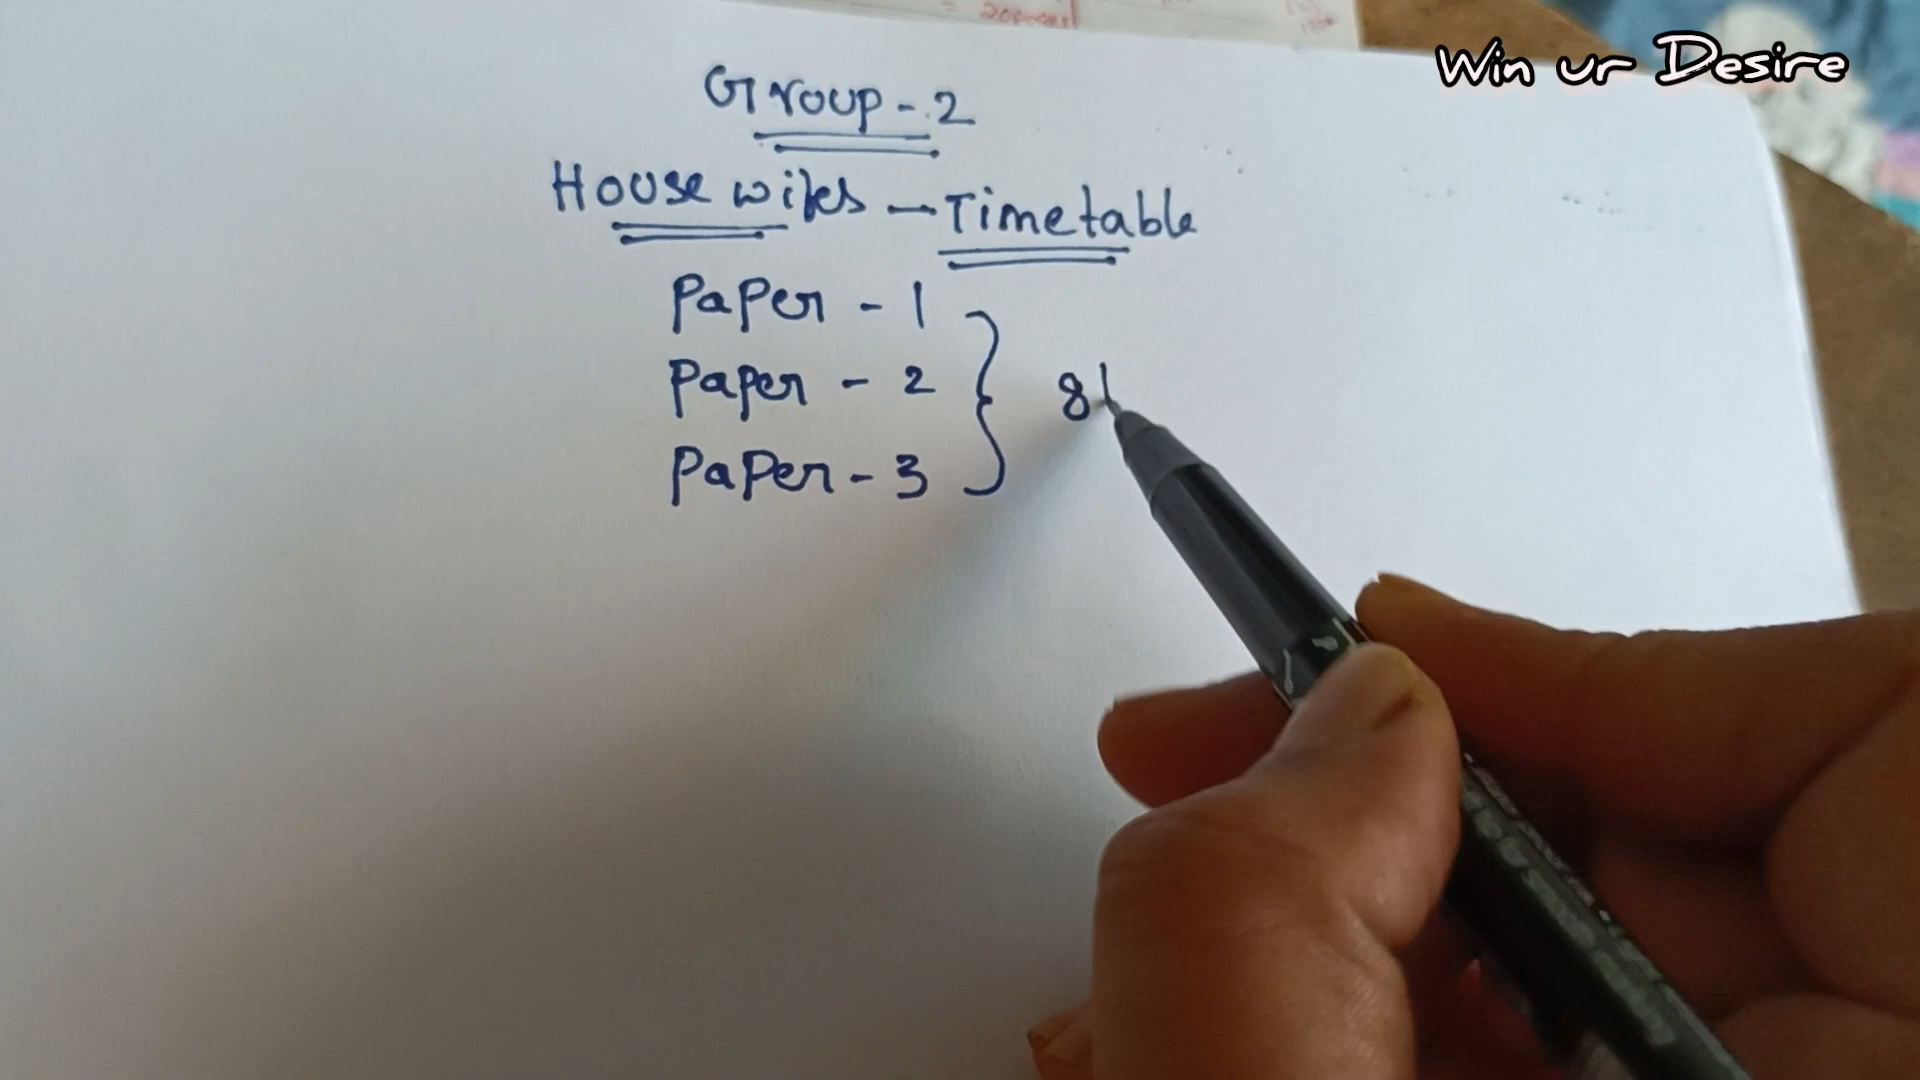 Win ur Desire
Group - 2
House wifes - Timetable
Paper - 1
Paper - 2
Paper - 3
8